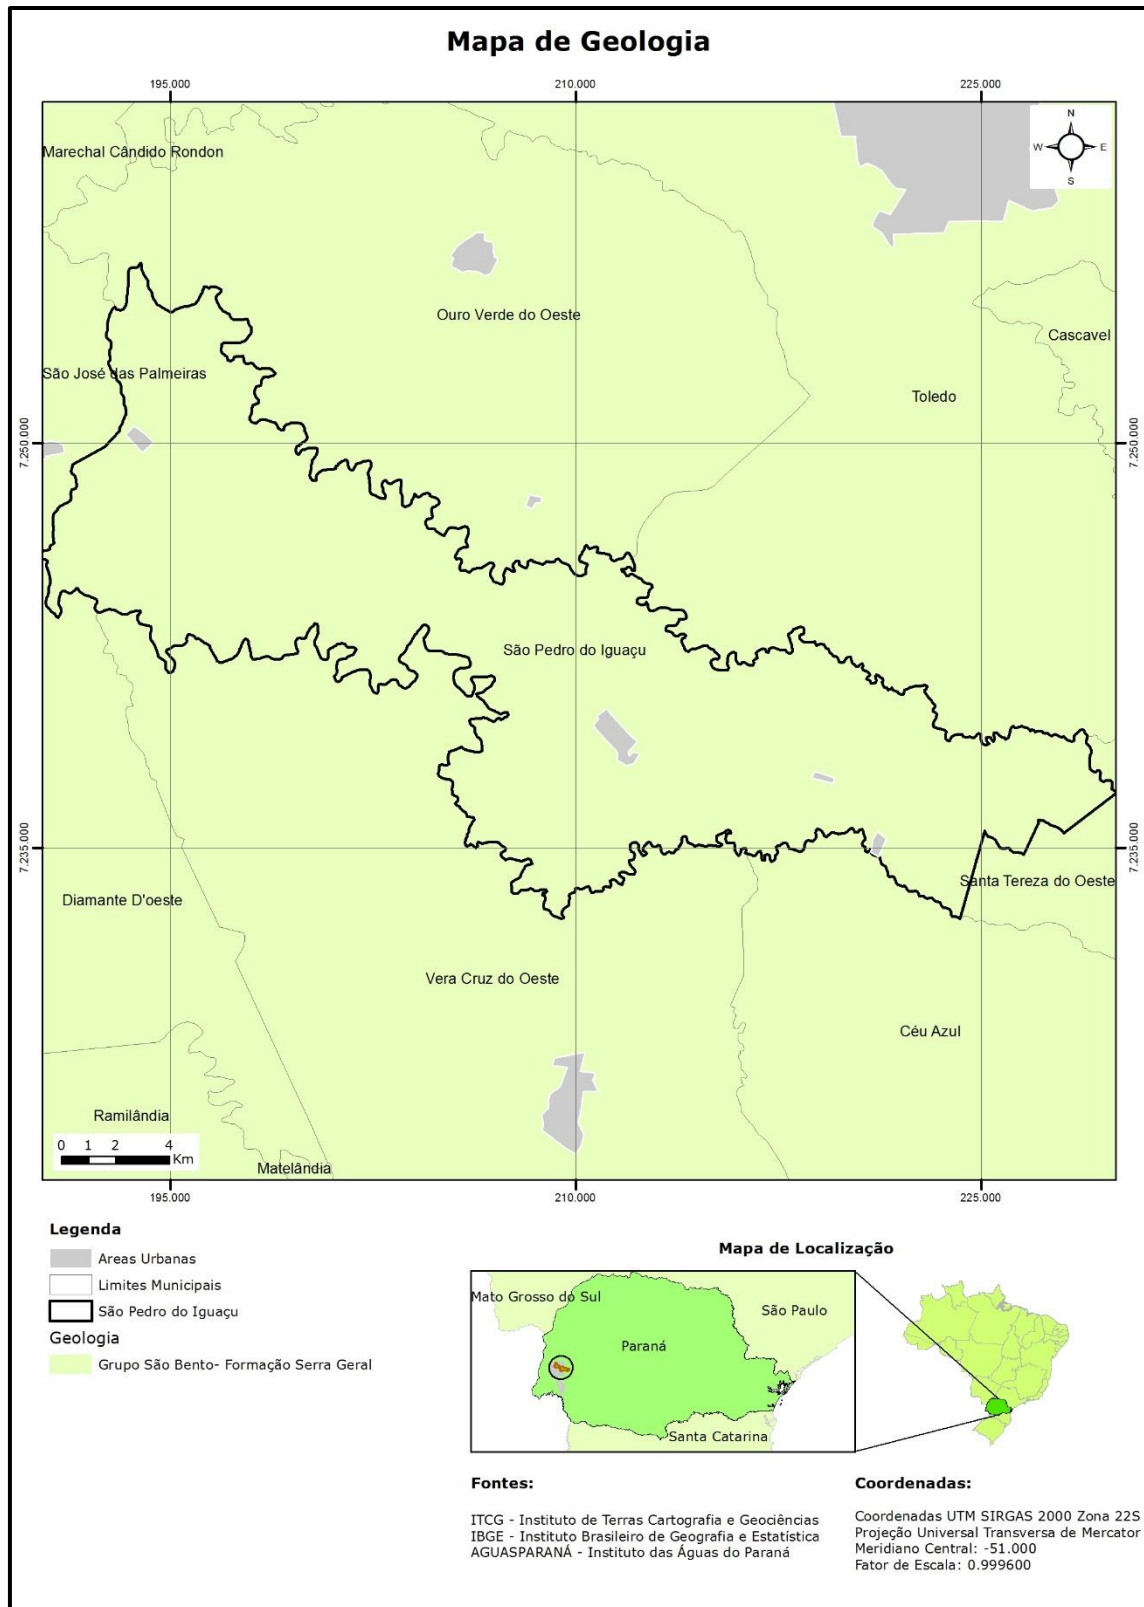 Mapa de Geologia
195.000
210.000
225.000
N
W
E
S
Marechal Cândido Rondon
Ouro Verde do Oeste
Cascavel
São José das Palmeiras
Toledo
7.250.000
7.250.000
São Pedro do Iguaçu
7.235.000
7.235.000
Santa Tereza do Oeste
Diamante D'oeste
Vera Cruz do Oeste
Céu Azul
Ramilândia
0 1 2 4
Km
Matelândia
195.000
210.000
225.000
Legenda
Areas Urbanas
Limites Municipais
São Pedro do Iguaçu
Geologia
Grupo São Bento- Formação Serra Geral
Mapa de Localização
Mato Grosso do Sul
São Paulo
Paraná
Santa Catarina
Fontes:
ITCG - Instituto de Terras Cartografia e Geociências
IBGE - Instituto Brasileiro de Geografia e Estatística
AGUASPARANÁ - Instituto das Águas do Paraná
Coordenadas:
Coordenadas UTM SIRGAS 2000 Zona 22S
Projeção Universal Transversa de Mercator
Meridiano Central: -51.000
Fator de Escala: 0.999600